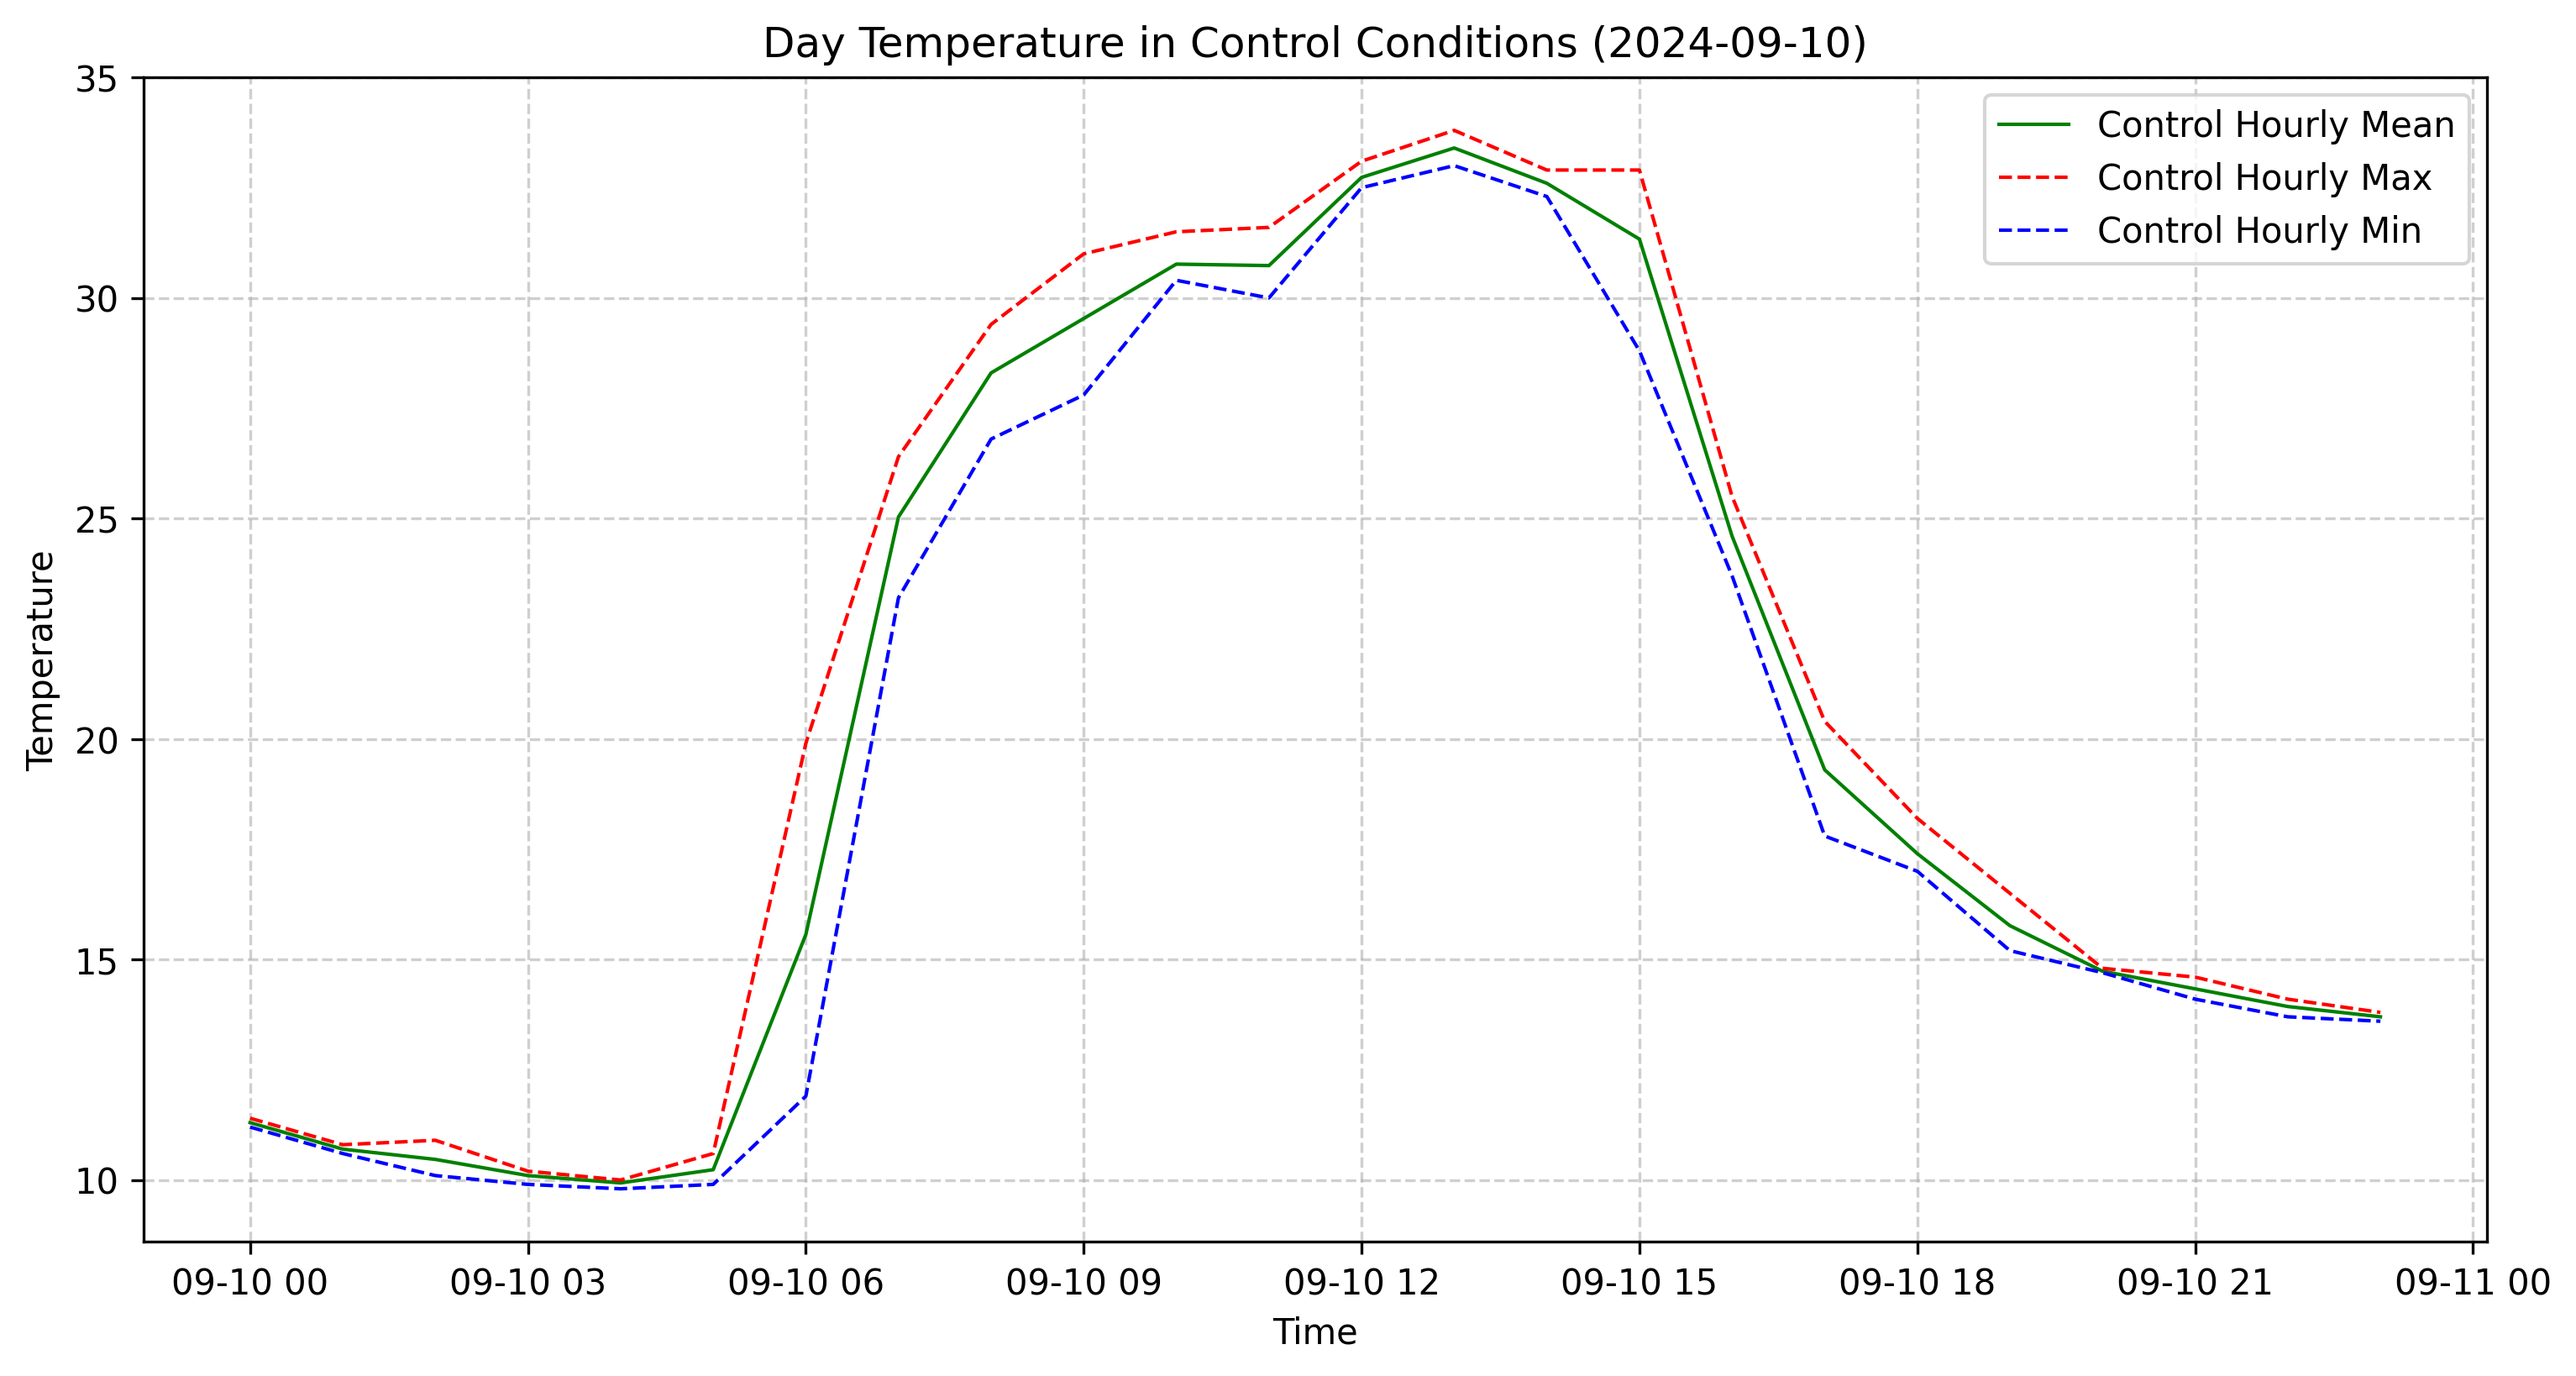 Day Temperature in Control Conditions (2024-09-10)
35
30
25
20
15
10
Temperature
Control Hourly Mean
Control Hourly Max
Control Hourly Min
09-10 00 09-10 03 09-10 06 09-10 09 09-10 12 09-10 15 09-10 18 09-10 21 09-11 00
Time